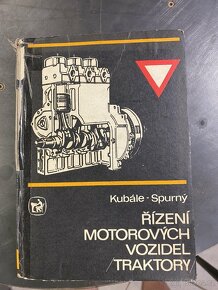 Kubále - Spurný
ŘÍZENÍ
MOTOROVÝCH
VOZIDEL
TRAKTORY